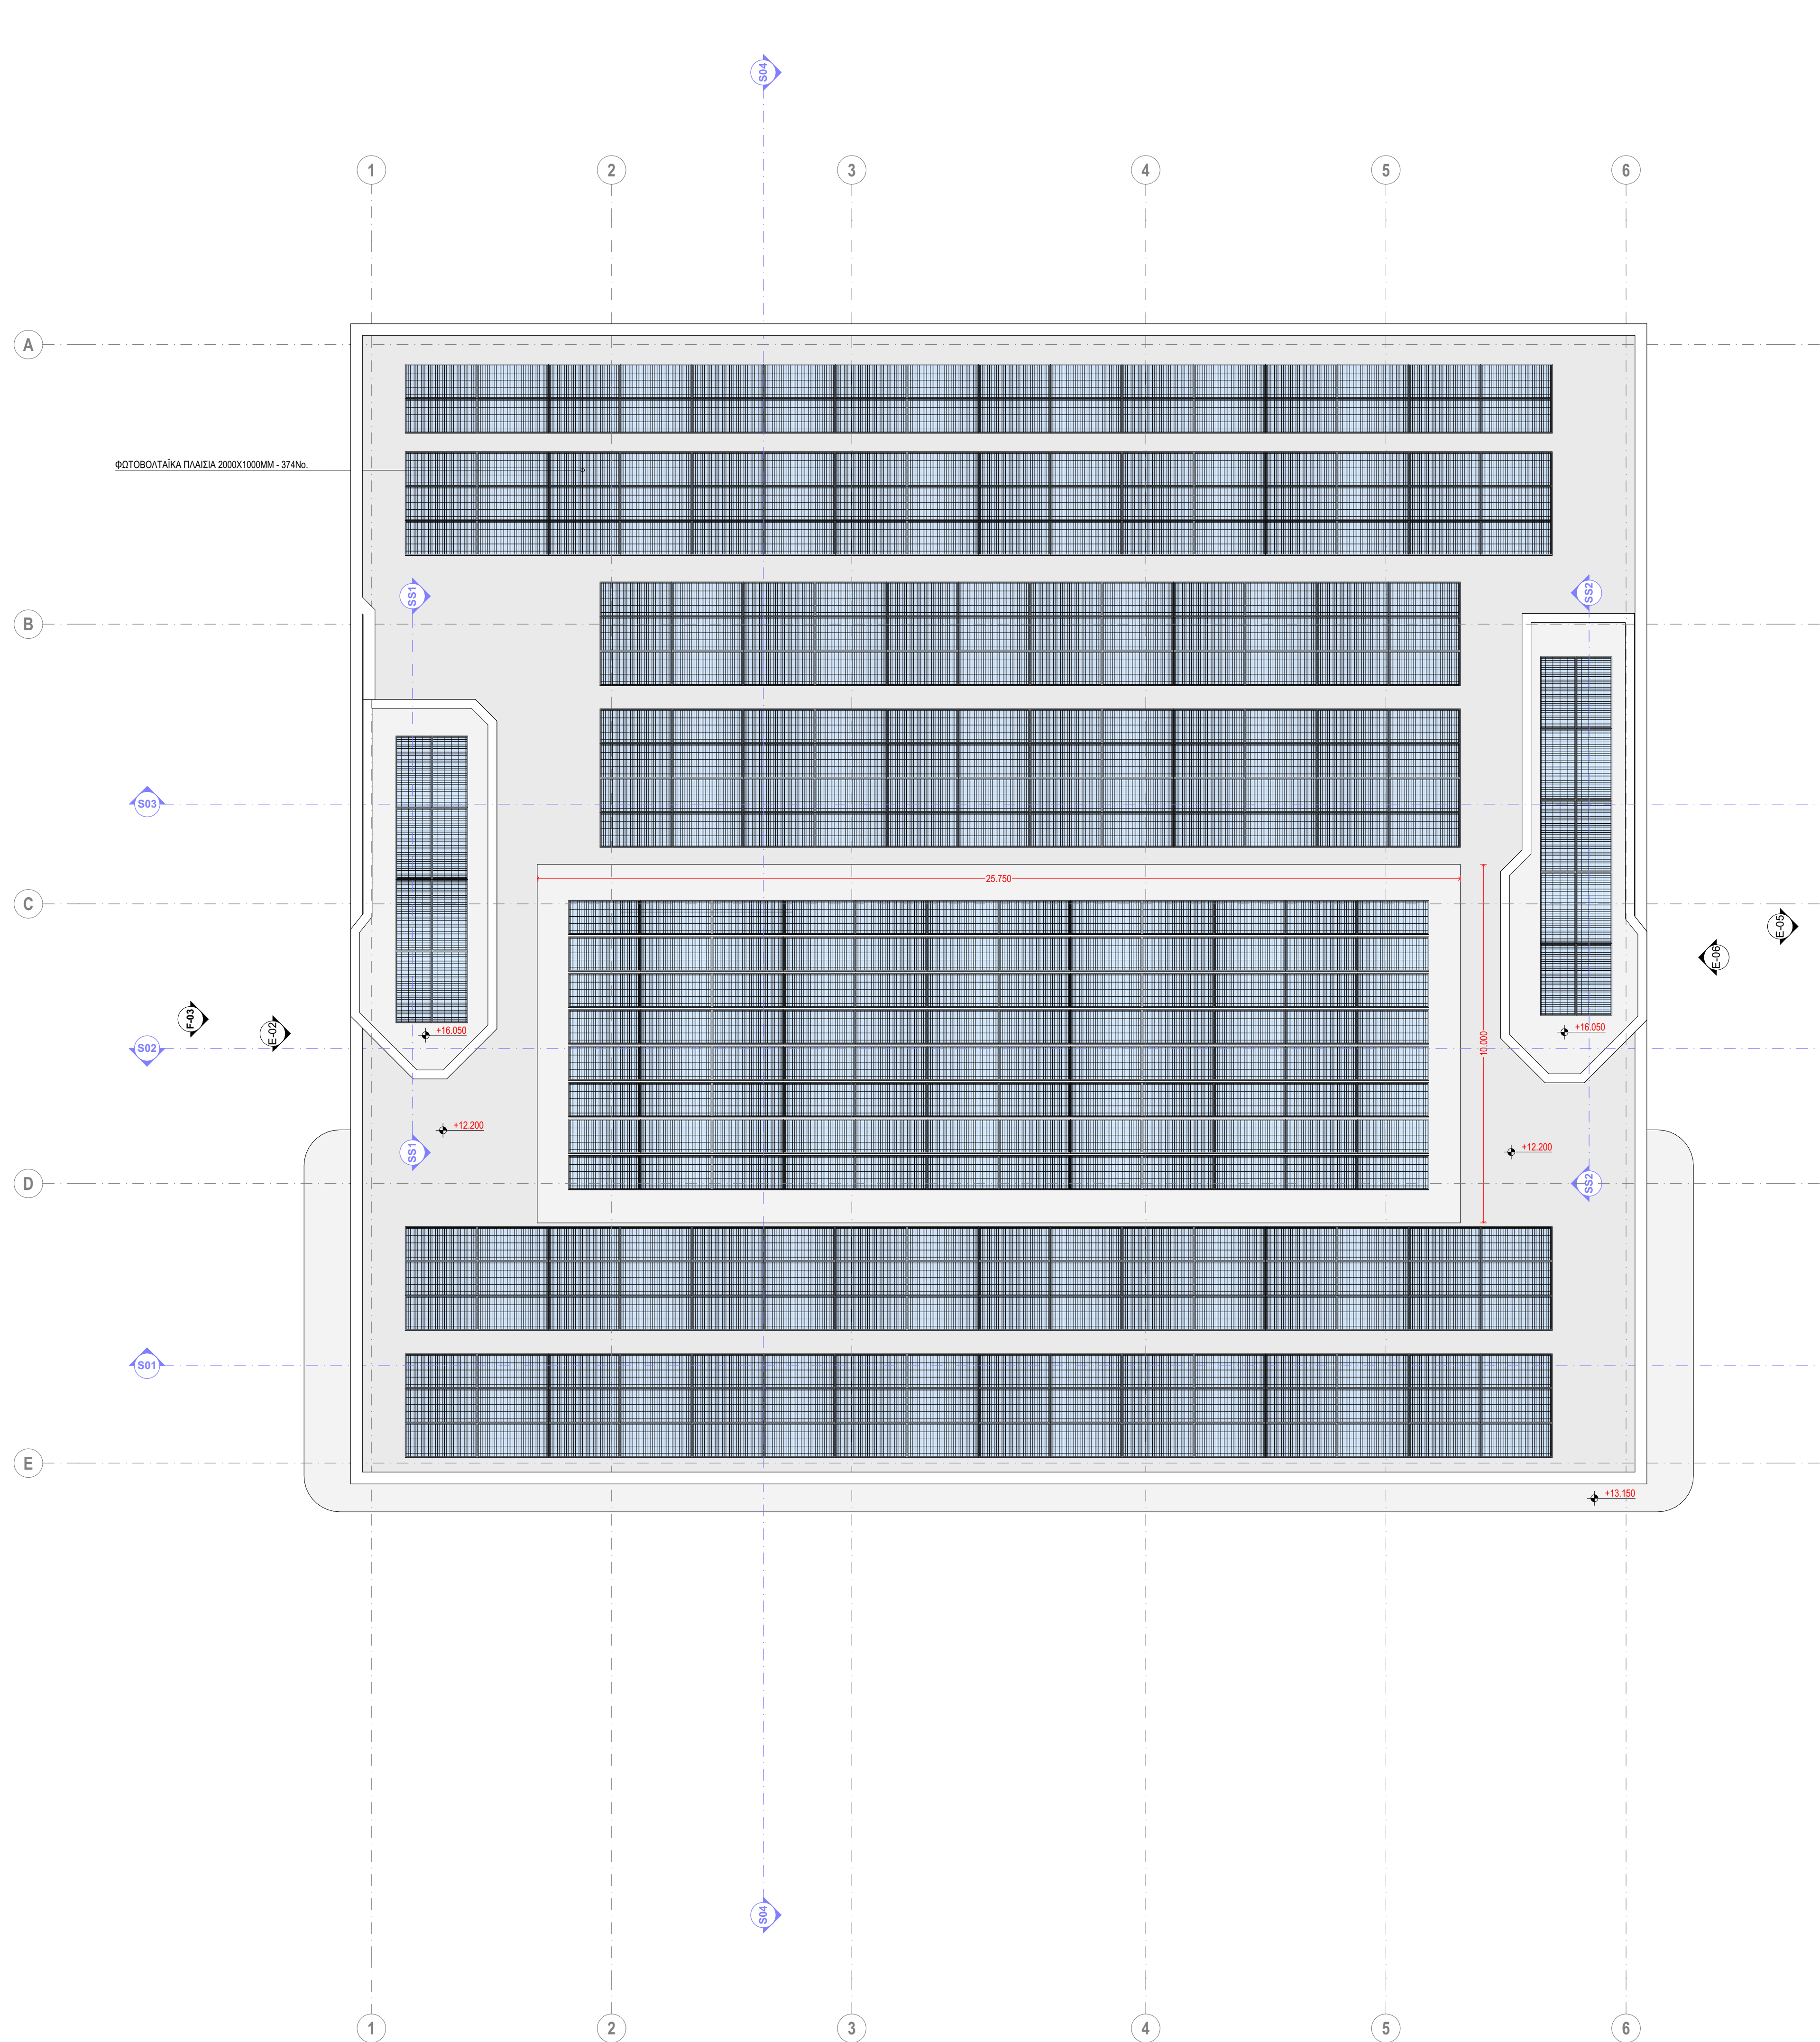 S04
1 2 3 4 5 6
A
ΦΩΤΟΒΟΛΤΑΪΚΑ ΠΛΑΙΣΙΑ 2000X1000MM - 374No.
SS1
SS2
B
S03
25.750
C
E-05
E-06
F-03
E-02
+16.050
+16.050
S02
10.000
+12.200
SS1
+12.200
D
SS2
S01
E
+13.150
S04
1 2 3 4 5 6